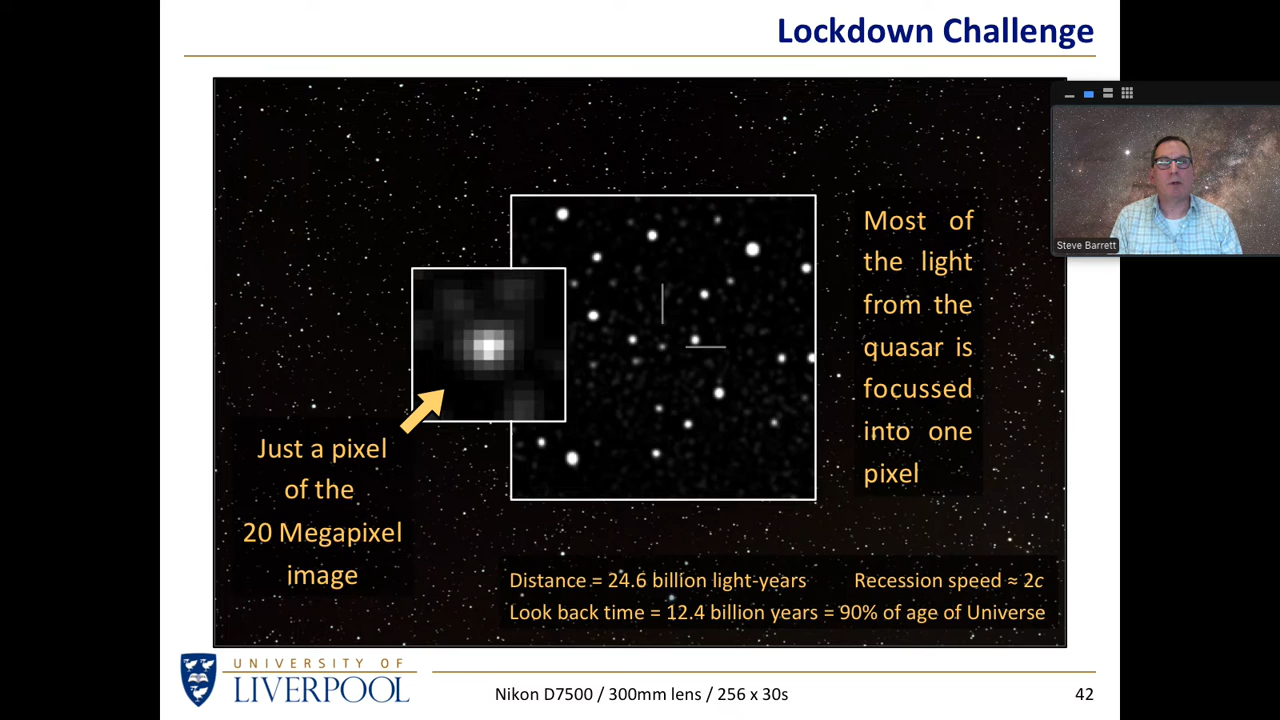 Lockdown Challenge
Steve Barrett
Most of
the light
from the
quasar is
focussed
into one
pixel
Just a pixel
of the
20 Megapixel
image
Distance = 24.6 billion light-years Recession speed ≈ 2c
Look back time = 12.4 billion years = 90% of age of Universe
UNIVERSITY OF
LIVERPOOL
Nikon D7500 / 300mm lens / 256 x 30s
42